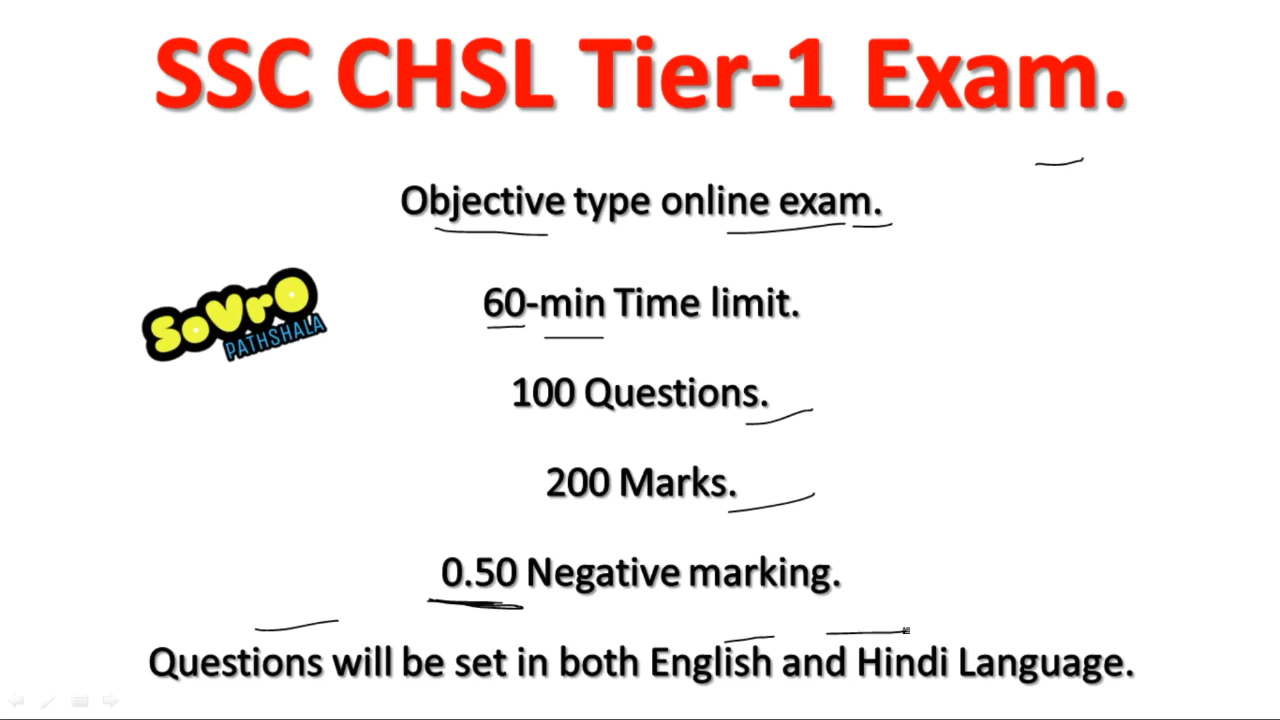 SSC CHSL Tier-1 Exam.
Objective type online exam.
SoVrO
PATHSHALA
60-min Time limit.
100 Questions.
200 Marks.
0.50 Negative marking.
Questions will be set in both English and Hindi Language.